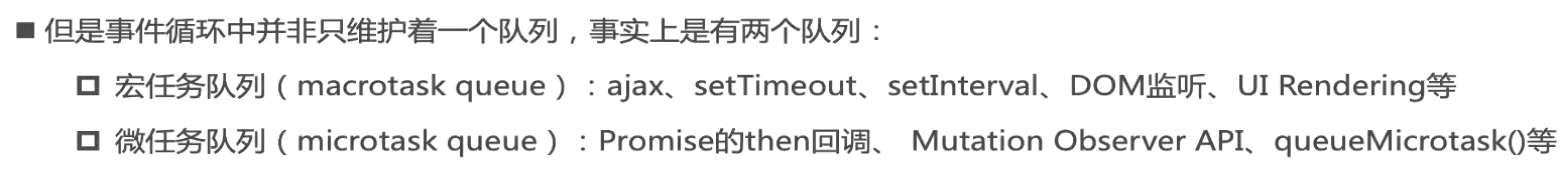 ■ 但是事件循环中并非只维护着一个队列，事实上是有两个队列：
宏任务队列（macrotask queue）：ajax、setTimeout、setInterval、DOM监听、UI Rendering等
微任务队列（microtask queue）：Promise的then回调、 Mutation Observer API、queueMicrotask()等